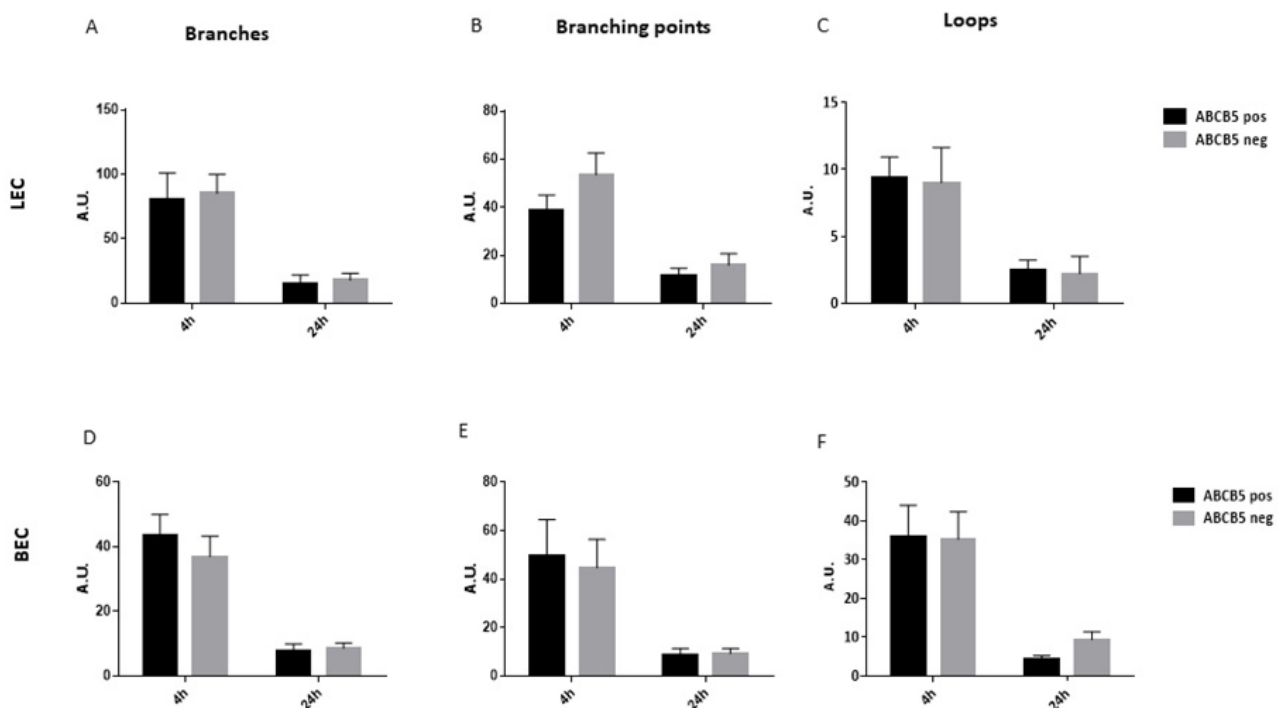 A
Branches
B
Branching points
C
Loops
LEC
A.U.
150
100
50
0
4h
24h
A.U.
80
60
40
20
0
4h
24h
A.U.
15
10
5
0
4h
24h
ABCB5 pos
ABCB5 neg
D
E
F
BEC
A.U.
60
40
20
0
4h
24h
A.U.
80
60
40
20
0
4h
24h
A.U.
50
40
30
20
10
0
4h
24h
ABCB5 pos
ABCB5 neg